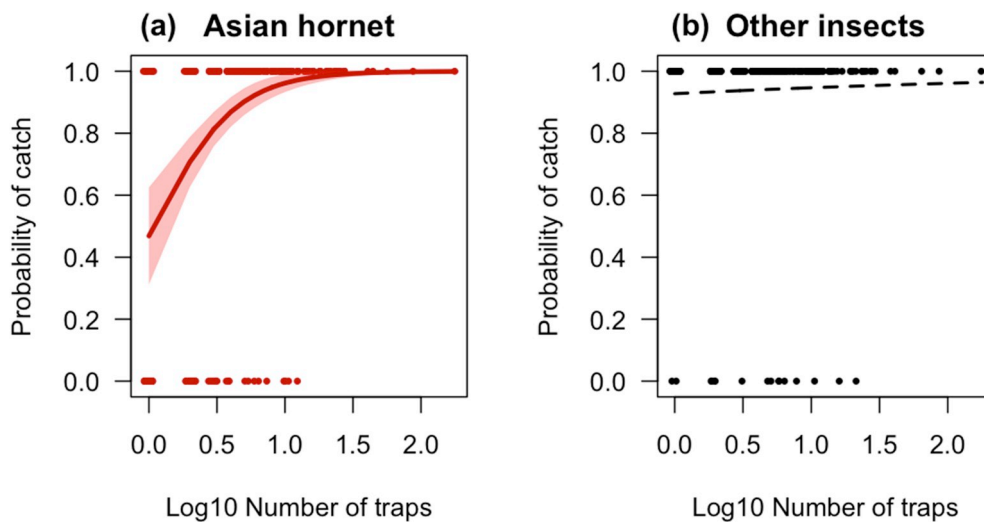 (a) Asian hornet
Probability of catch
1.0
0.8
0.6
0.4
0.2
0.0
0.0 0.5 1.0 1.5 2.0
Log10 Number of traps
(b) Other insects
Probability of catch
1.0
0.8
0.6
0.4
0.2
0.0
0.0 0.5 1.0 1.5 2.0
Log10 Number of traps